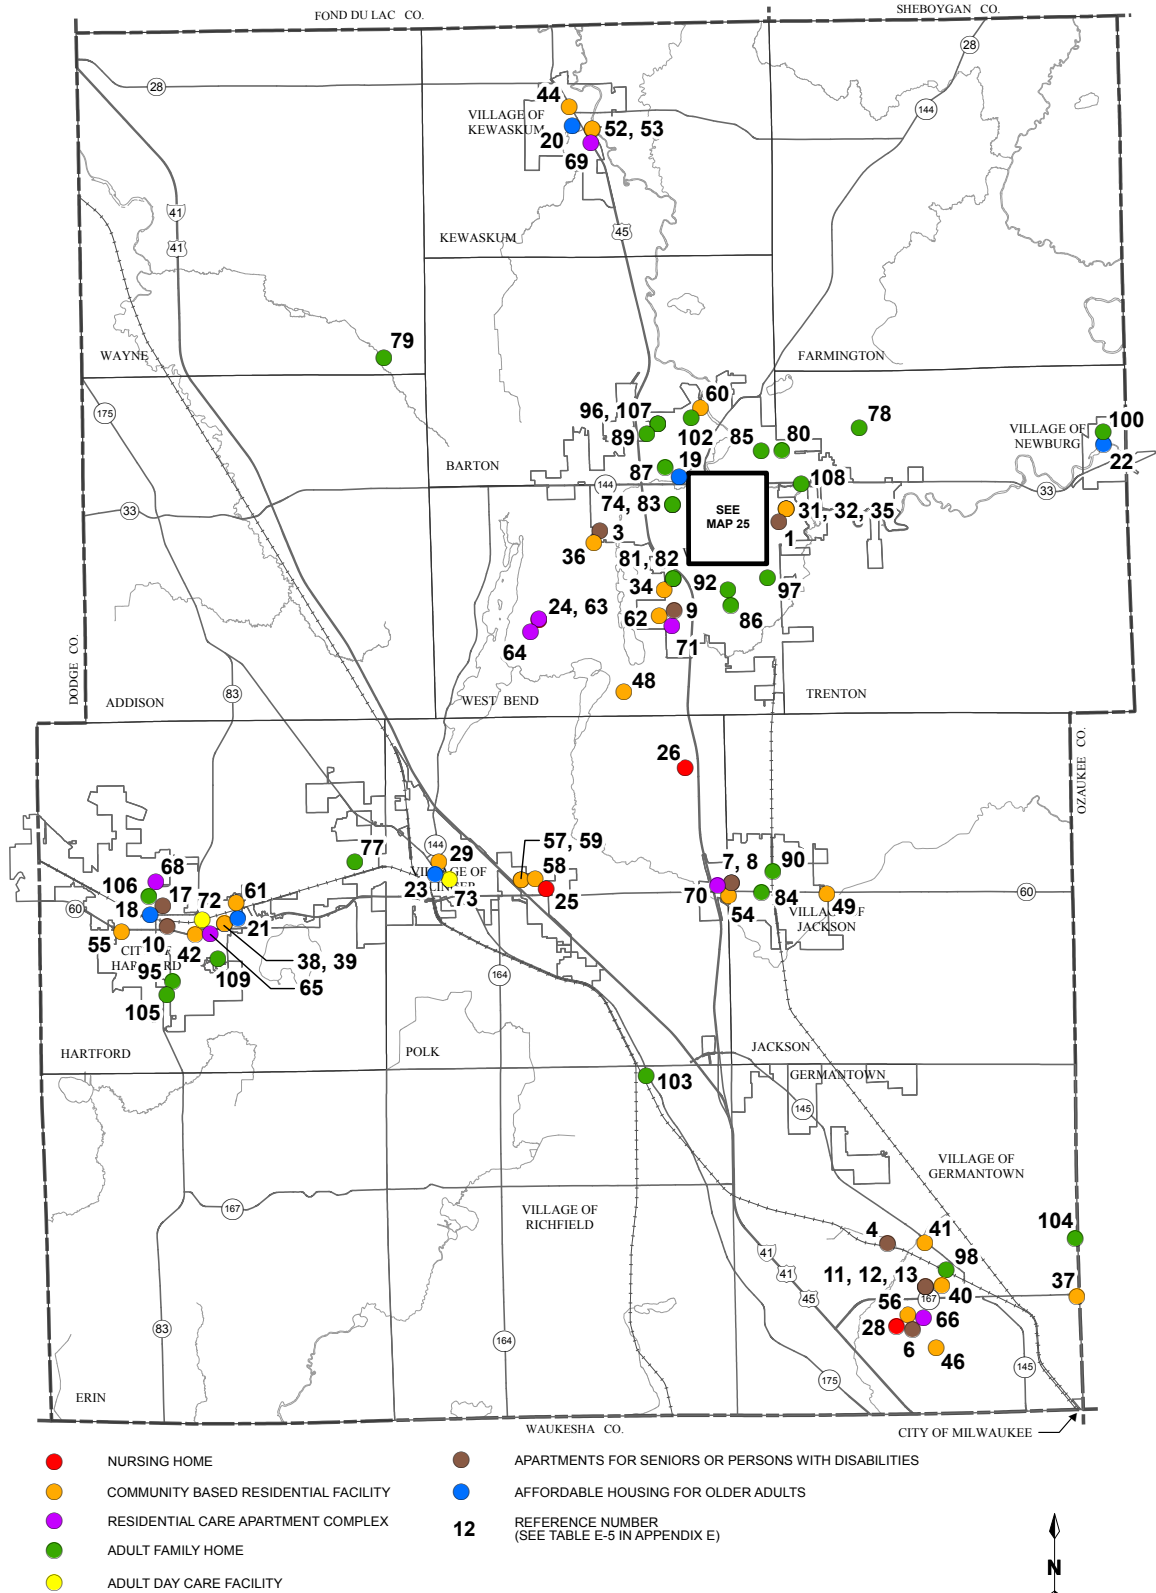 FOND DU LAC CO.
SHEBOYGAN CO.
28
28
144
44
VILLAGE OF
KEWASKUM
20
52, 53
69
41
41
45
KEWASKUM
79
WAYNE
FARMINGTON
175
60
96, 107
89
102
85
80
78
VILLAGE OF
NEWBURG
100
22
BARTON
87
19
144
108
33
33
74, 83
SEE
MAP 25
31, 32, 35
1
3
36
81, 82
34
92
97
86
62
9
71
24, 63
64
48
DODGE CO.
ADDISON
83
WEST BEND
TRENTON
26
OZAUKEE CO.
77
144
29
57, 59
58
VILLAGE OF
23
73
25
7, 8
90
70
54
84
49
60
VILLAGE OF
JACKSON
68
106
17
72
61
60
18
21
55
10
42
CITY OF
HARTFORD
38, 39
65
95
109
105
164
HARTFORD
POLK
JACKSON
103
GERMANTOWN
145
VILLAGE OF
GERMANTOWN
167
VILLAGE OF
RICHFIELD
4
41
104
41
41
45
98
11, 12, 13
40
37
167
56
66
28
6
46
83
164
175
145
ERIN
WAUKESHA CO.
CITY OF MILWAUKEE
NURSING HOME
COMMUNITY BASED RESIDENTIAL FACILITY
RESIDENTIAL CARE APARTMENT COMPLEX
ADULT FAMILY HOME
ADULT DAY CARE FACILITY
APARTMENTS FOR SENIORS OR PERSONS WITH DISABILITIES
AFFORDABLE HOUSING FOR OLDER ADULTS
12 REFERENCE NUMBER
(SEE TABLE E-5 IN APPENDIX E)
N